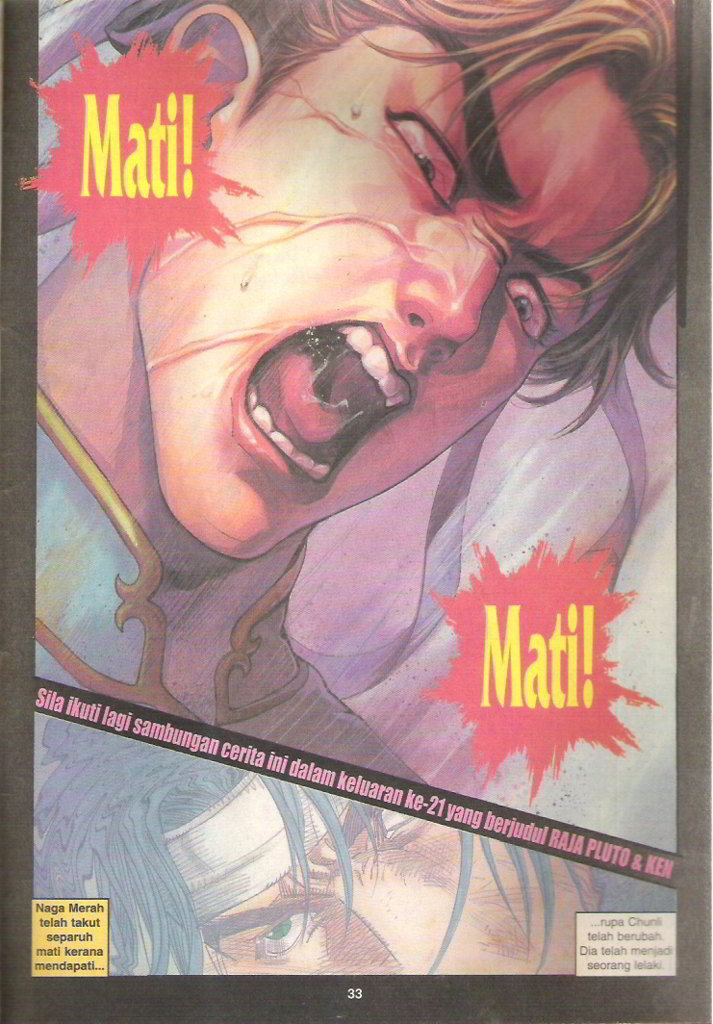 Mati!
Mati!
Sila ikuti lagi sambungan cerita ini dalam keluaran ke-21 yang berjudul RAJA PLUTO & KEN
Naga Merah
telah takut
separuh
mati kerana
mendapati...
...rupa Chunli
telah berubah.
Dia telah menjadi
seorang lelaki.
33